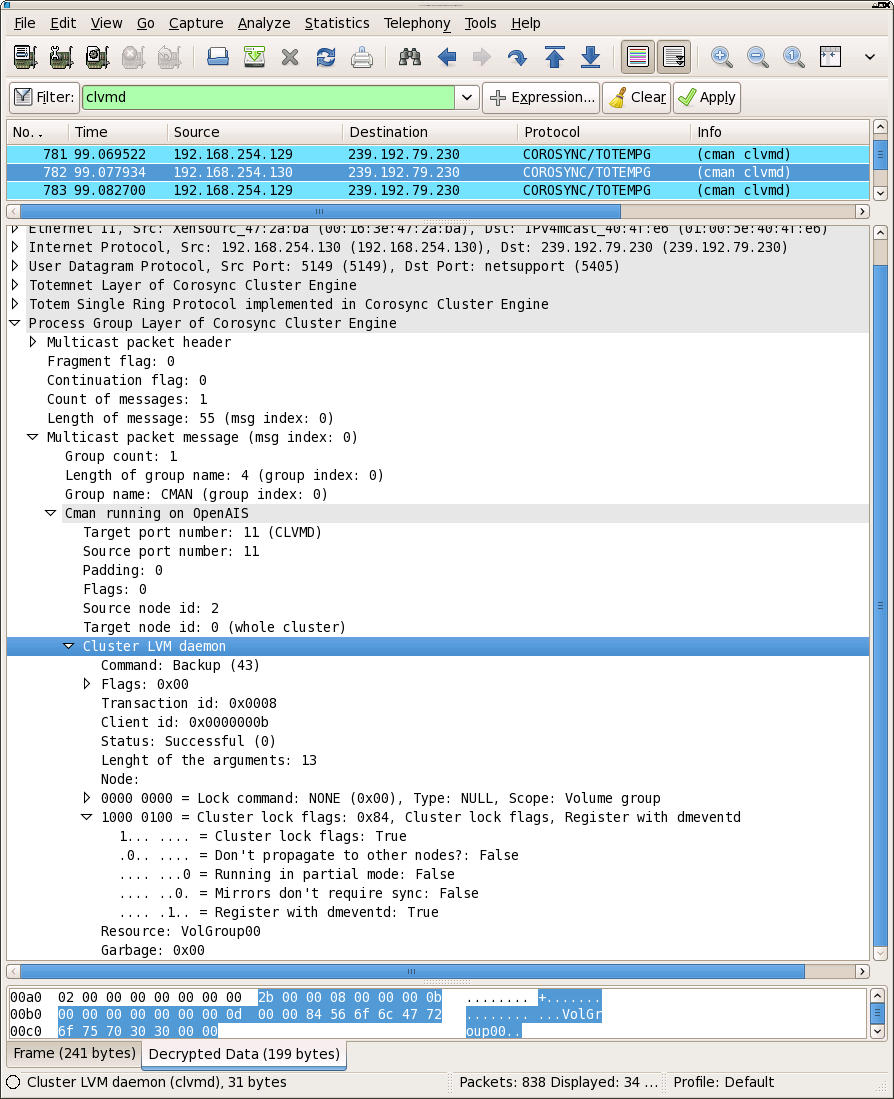 File Edit View Go Capture Analyze Statistics Telephony Tools Help
Filter: clvmd Expression... Clear Apply
No. . Time Source Destination Protocol Info
781 99.069522 192.168.254.129 239.192.79.230 COROSYNC/TOTEMPG (cman clvmd)
782 99.077934 192.168.254.130 239.192.79.230 COROSYNC/TOTEMPG (cman clvmd)
783 99.082700 192.168.254.129 239.192.79.230 COROSYNC/TOTEMPG (cman clvmd)
Ethernet II, Src: Xensourc_47:2a:ba (00:16:3e:47:2a:ba), Dst: IPv4mcast_40:4f:e6 (01:00:5e:40:4f:e6)
Internet Protocol, Src: 192.168.254.130 (192.168.254.130), Dst: 239.192.79.230 (239.192.79.230)
User Datagram Protocol, Src Port: 5149 (5149), Dst Port: netsupport (5405)
Totemnet Layer of Corosync Cluster Engine
Totem Single Ring Protocol implemented in Corosync Cluster Engine
Process Group Layer of Corosync Cluster Engine
Multicast packet header
Fragment flag: 0
Continuation flag: 0
Count of messages: 1
Length of message: 55 (msg index: 0)
Multicast packet message (msg index: 0)
Group count: 1
Length of group name: 4 (group index: 0)
Group name: CMAN (group index: 0)
Cman running on OpenAIS
Target port number: 11 (CLVMD)
Source port number: 11
Padding: 0
Flags: 0
Source node id: 2
Target node id: 0 (whole cluster)
Cluster LVM daemon
Command: Backup (43)
Flags: 0x00
Transaction id: 0x0008
Client id: 0x0000000b
Status: Successful (0)
Lenght of the arguments: 13
Node:
0000 0000 = Lock command: NONE (0x00), Type: NULL, Scope: Volume group
1000 0100 = Cluster lock flags: 0x84, Cluster lock flags, Register with dmeventd
1... .... = Cluster lock flags: True
.0.. .... = Don't propagate to other nodes?: False
.... ...0 = Running in partial mode: False
.... ..0. = Mirrors don't require sync: False
.... .1.. = Register with dmeventd: True
Resource: VolGroup00
Garbage: 0x00
00a0 02 00 00 00 00 00 00 00 2b 00 00 08 00 00 00 0b ........ +.......
00b0 00 00 00 00 00 00 00 0d 00 00 84 56 6f 6c 47 72 ........ ...VolGr
00c0 6f 75 70 30 30 00 00 oup00..
Frame (241 bytes) Decrypted Data (199 bytes)
Cluster LVM daemon (clvmd), 31 bytes Packets: 838 Displayed: 34 ... Profile: Default